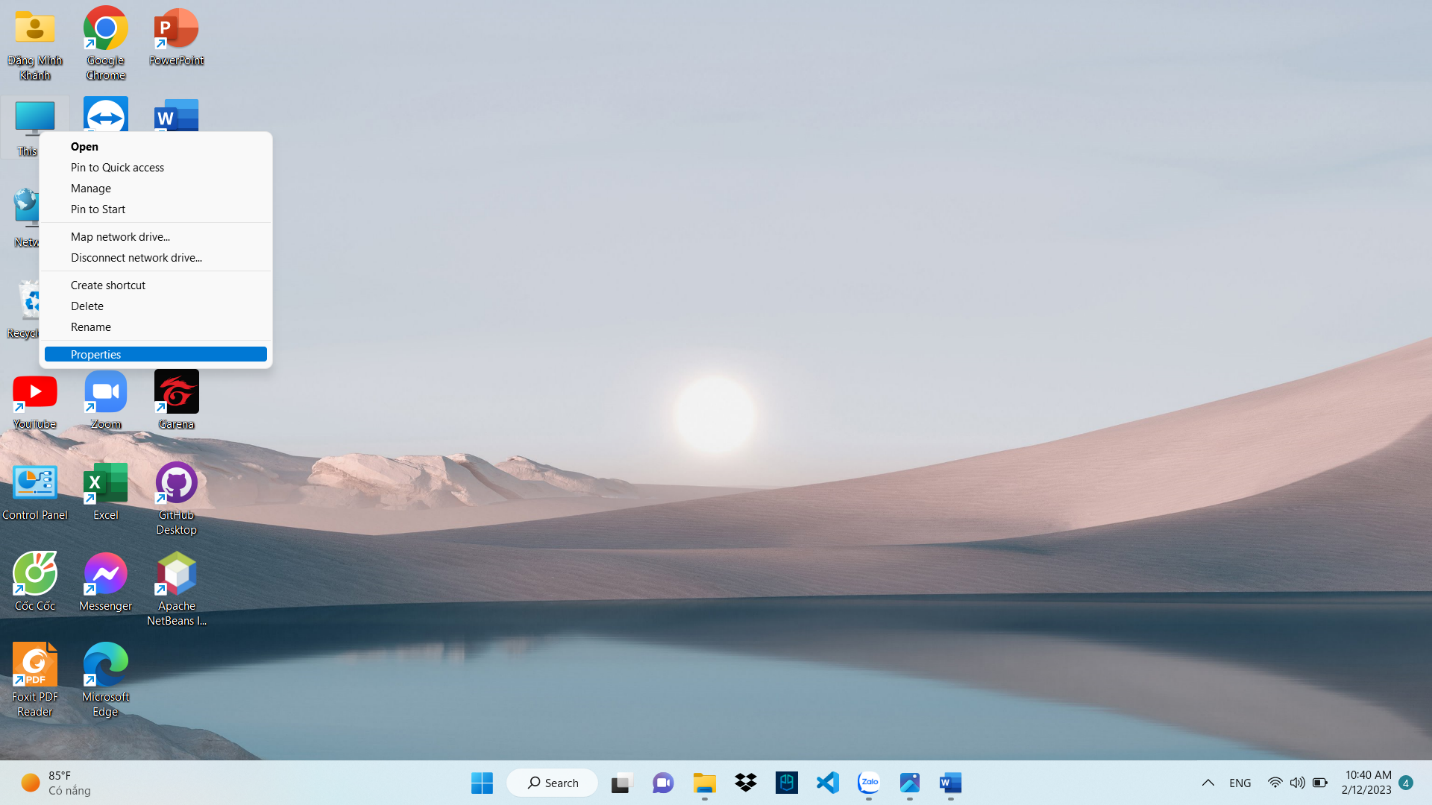 Đặng Minh
Khánh
Google
Chrome
PowerPoint
This
Open
Pin to Quick access
Manage
Pin to Start
Map network drive...
Disconnect network drive...
Create shortcut
Delete
Rename
Properties
YouTube
Zoom
Garena
Control Panel
Excel
GitHub
Desktop
Cốc Cốc
Messenger
Apache
NetBeans I...
PDF
Foxit PDF
Reader
Microsoft
Edge
85°F
Có nắng
Search
Zalo
ENG
10:40 AM
2/12/2023
4